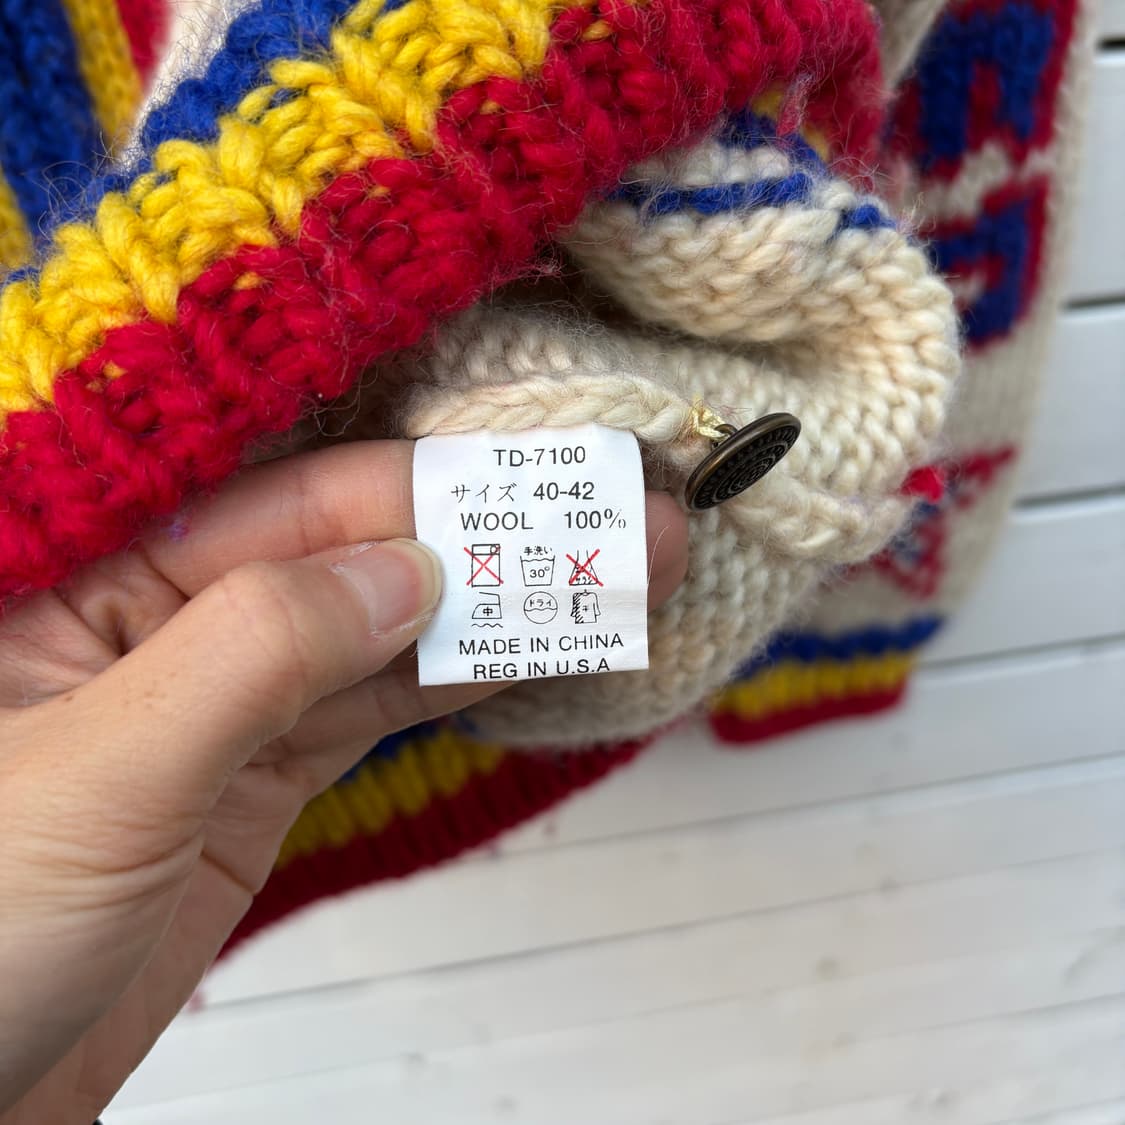 TD-7100
サイズ 40-42
WOOL 100%
手洗い
30°
中 ドライ
MADE IN CHINA
REG IN U.S.A